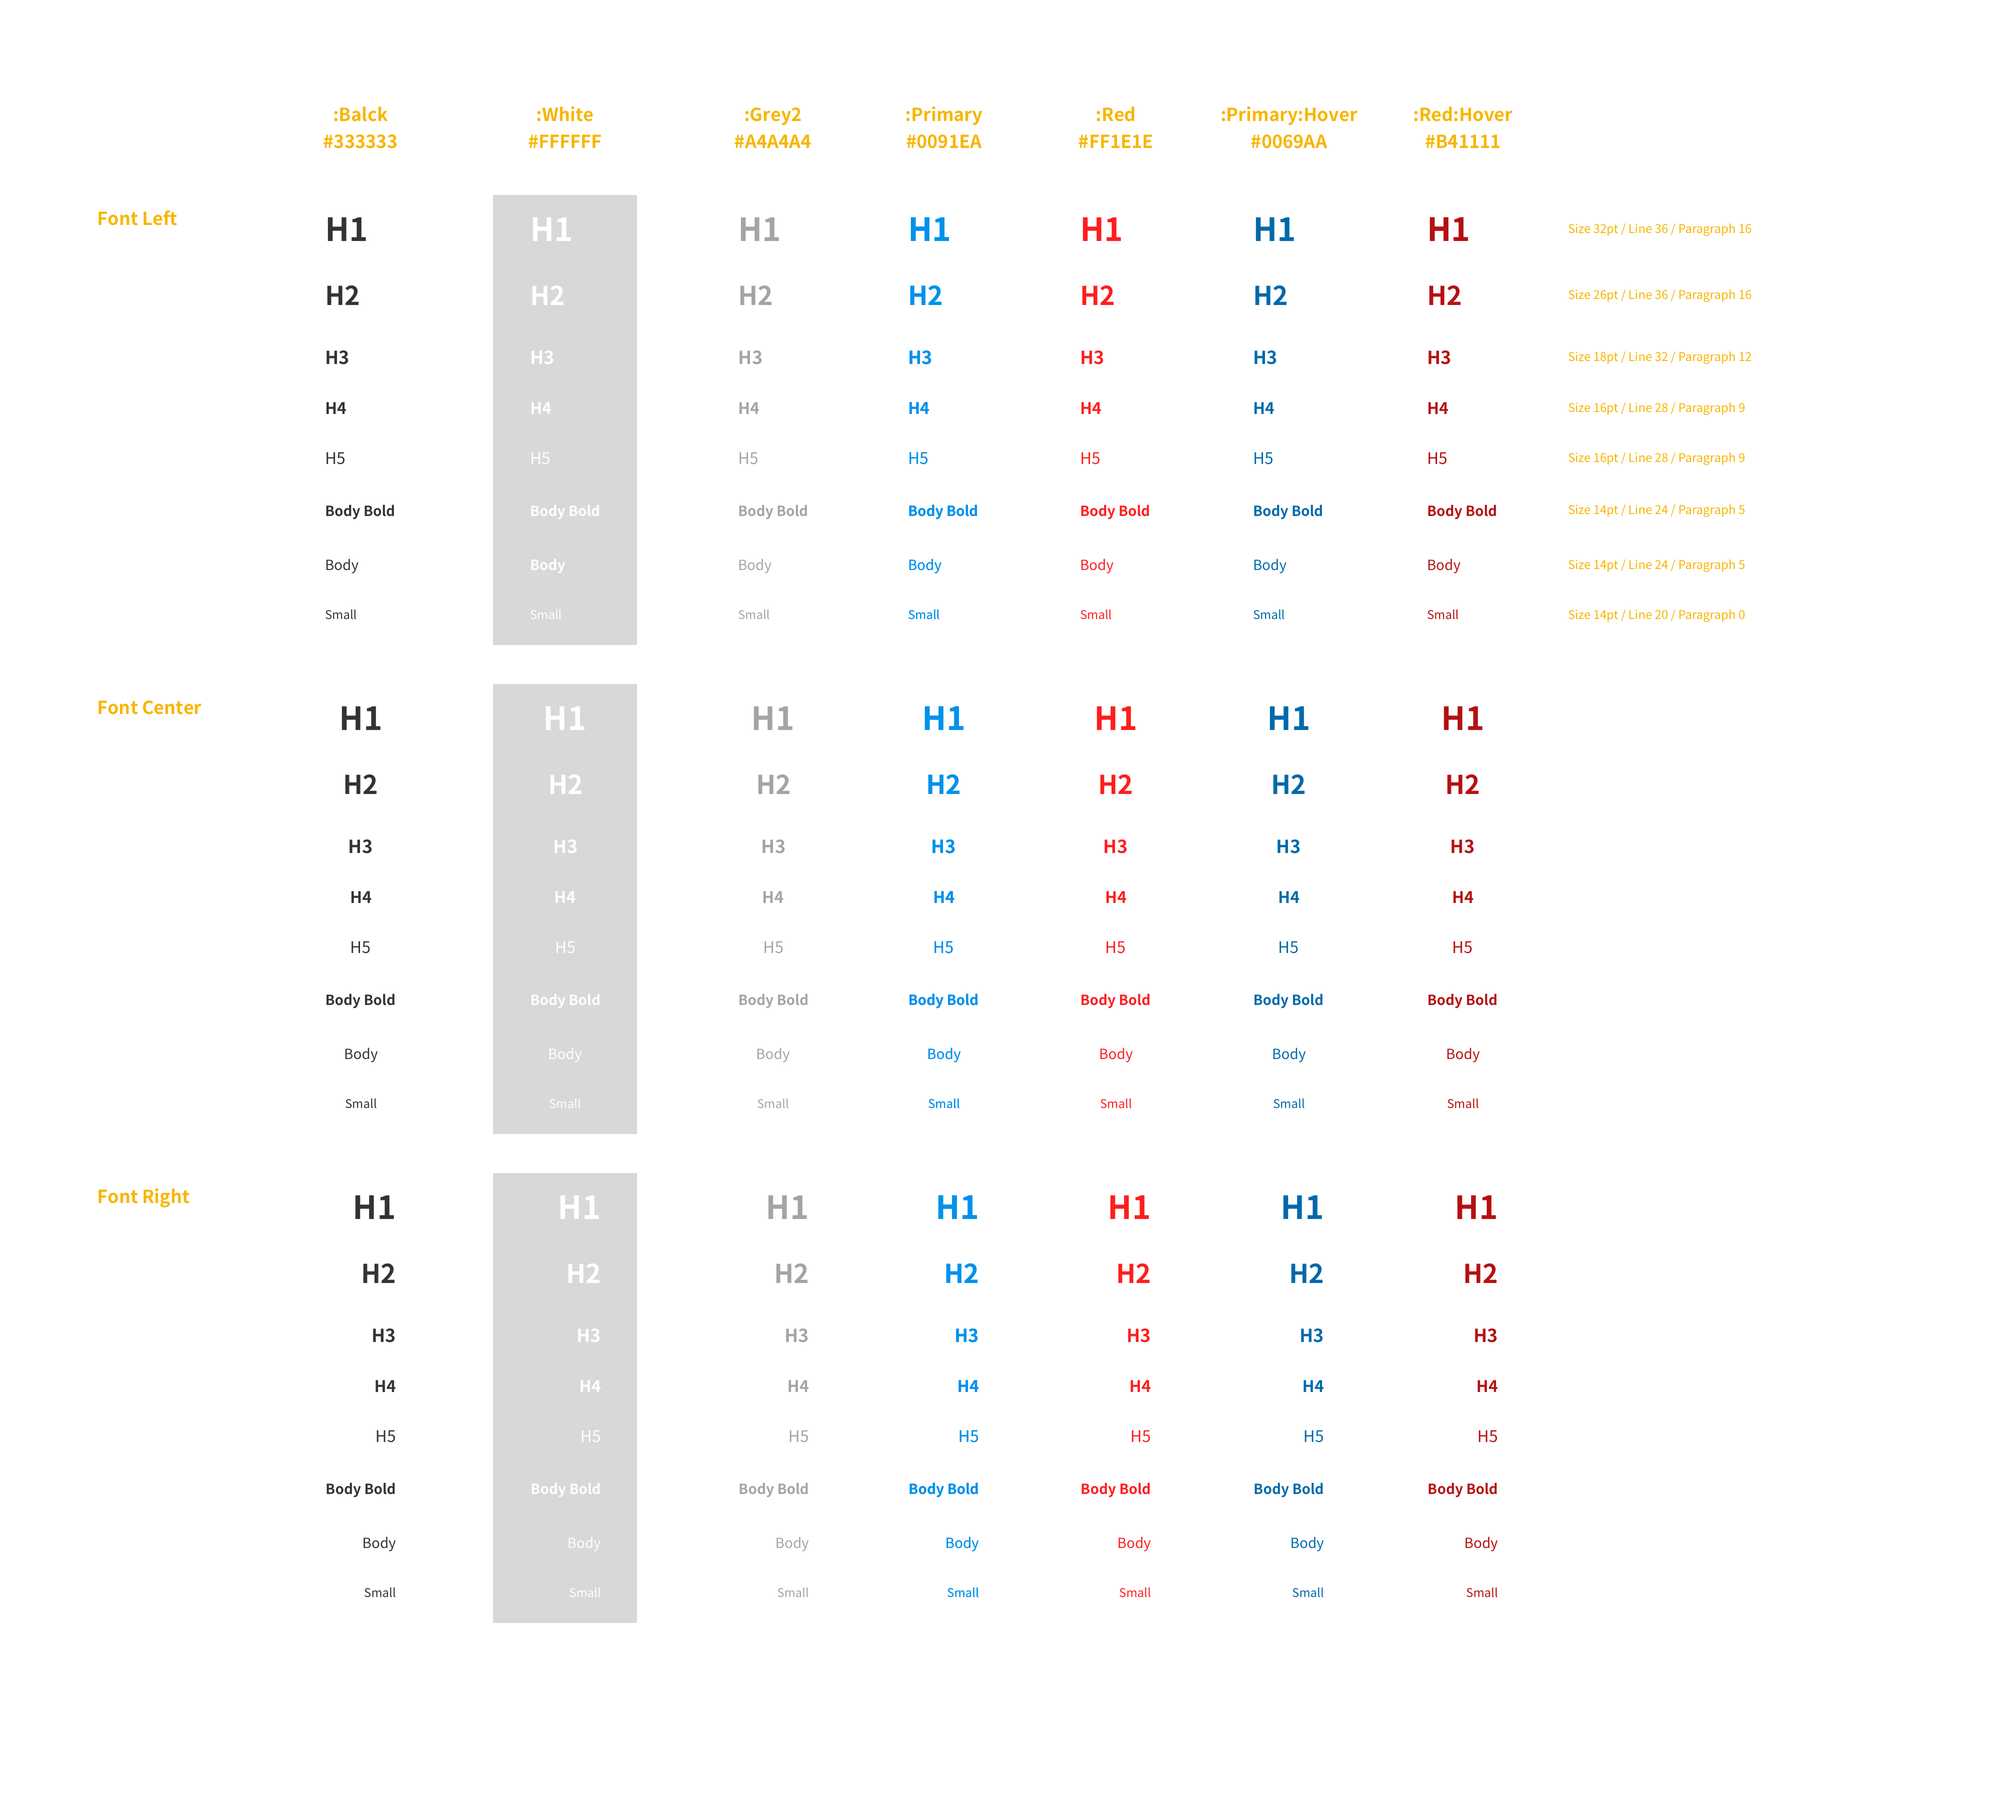 :Balck :White :Grey2 :Primary :Red :Primary:Hover :Red:Hover
#333333 #FFFFFF #A4A4A4 #0091EA #FF1E1E #0069AA #B41111
Font Left
H1 H1 H1 H1 H1 H1 H1 Size 32pt / Line 36 / Paragraph 16
H2 H2 H2 H2 H2 H2 H2 Size 26pt / Line 36 / Paragraph 16
H3 H3 H3 H3 H3 H3 H3 Size 18pt / Line 32 / Paragraph 12
H4 H4 H4 H4 H4 H4 H4 Size 16pt / Line 28 / Paragraph 9
H5 H5 H5 H5 H5 H5 H5 Size 16pt / Line 28 / Paragraph 9
Body Bold Body Bold Body Bold Body Bold Body Bold Body Bold Body Bold Size 14pt / Line 24 / Paragraph 5
Body Body Body Body Body Body Body Size 14pt / Line 24 / Paragraph 5
Small Small Small Small Small Small Small Size 14pt / Line 20 / Paragraph 0
Font Center
H1 H1 H1 H1 H1 H1 H1
H2 H2 H2 H2 H2 H2 H2
H3 H3 H3 H3 H3 H3 H3
H4 H4 H4 H4 H4 H4 H4
H5 H5 H5 H5 H5 H5 H5
Body Bold Body Bold Body Bold Body Bold Body Bold Body Bold Body Bold
Body Body Body Body Body Body Body
Small Small Small Small Small Small Small
Font Right
H1 H1 H1 H1 H1 H1 H1
H2 H2 H2 H2 H2 H2 H2
H3 H3 H3 H3 H3 H3 H3
H4 H4 H4 H4 H4 H4 H4
H5 H5 H5 H5 H5 H5 H5
Body Bold Body Bold Body Bold Body Bold Body Bold Body Bold Body Bold
Body Body Body Body Body Body Body
Small Small Small Small Small Small Small